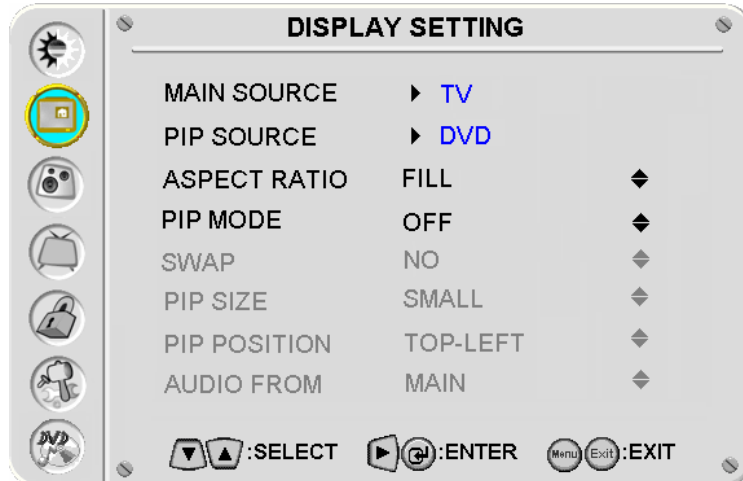 DISPLAY SETTING
MAIN SOURCE TV
PIP SOURCE DVD
ASPECT RATIO FILL
PIP MODE OFF
SWAP NO
PIP SIZE SMALL
PIP POSITION TOP-LEFT
AUDIO FROM MAIN
DVD
:SELECT :ENTER Menu Exit :EXIT